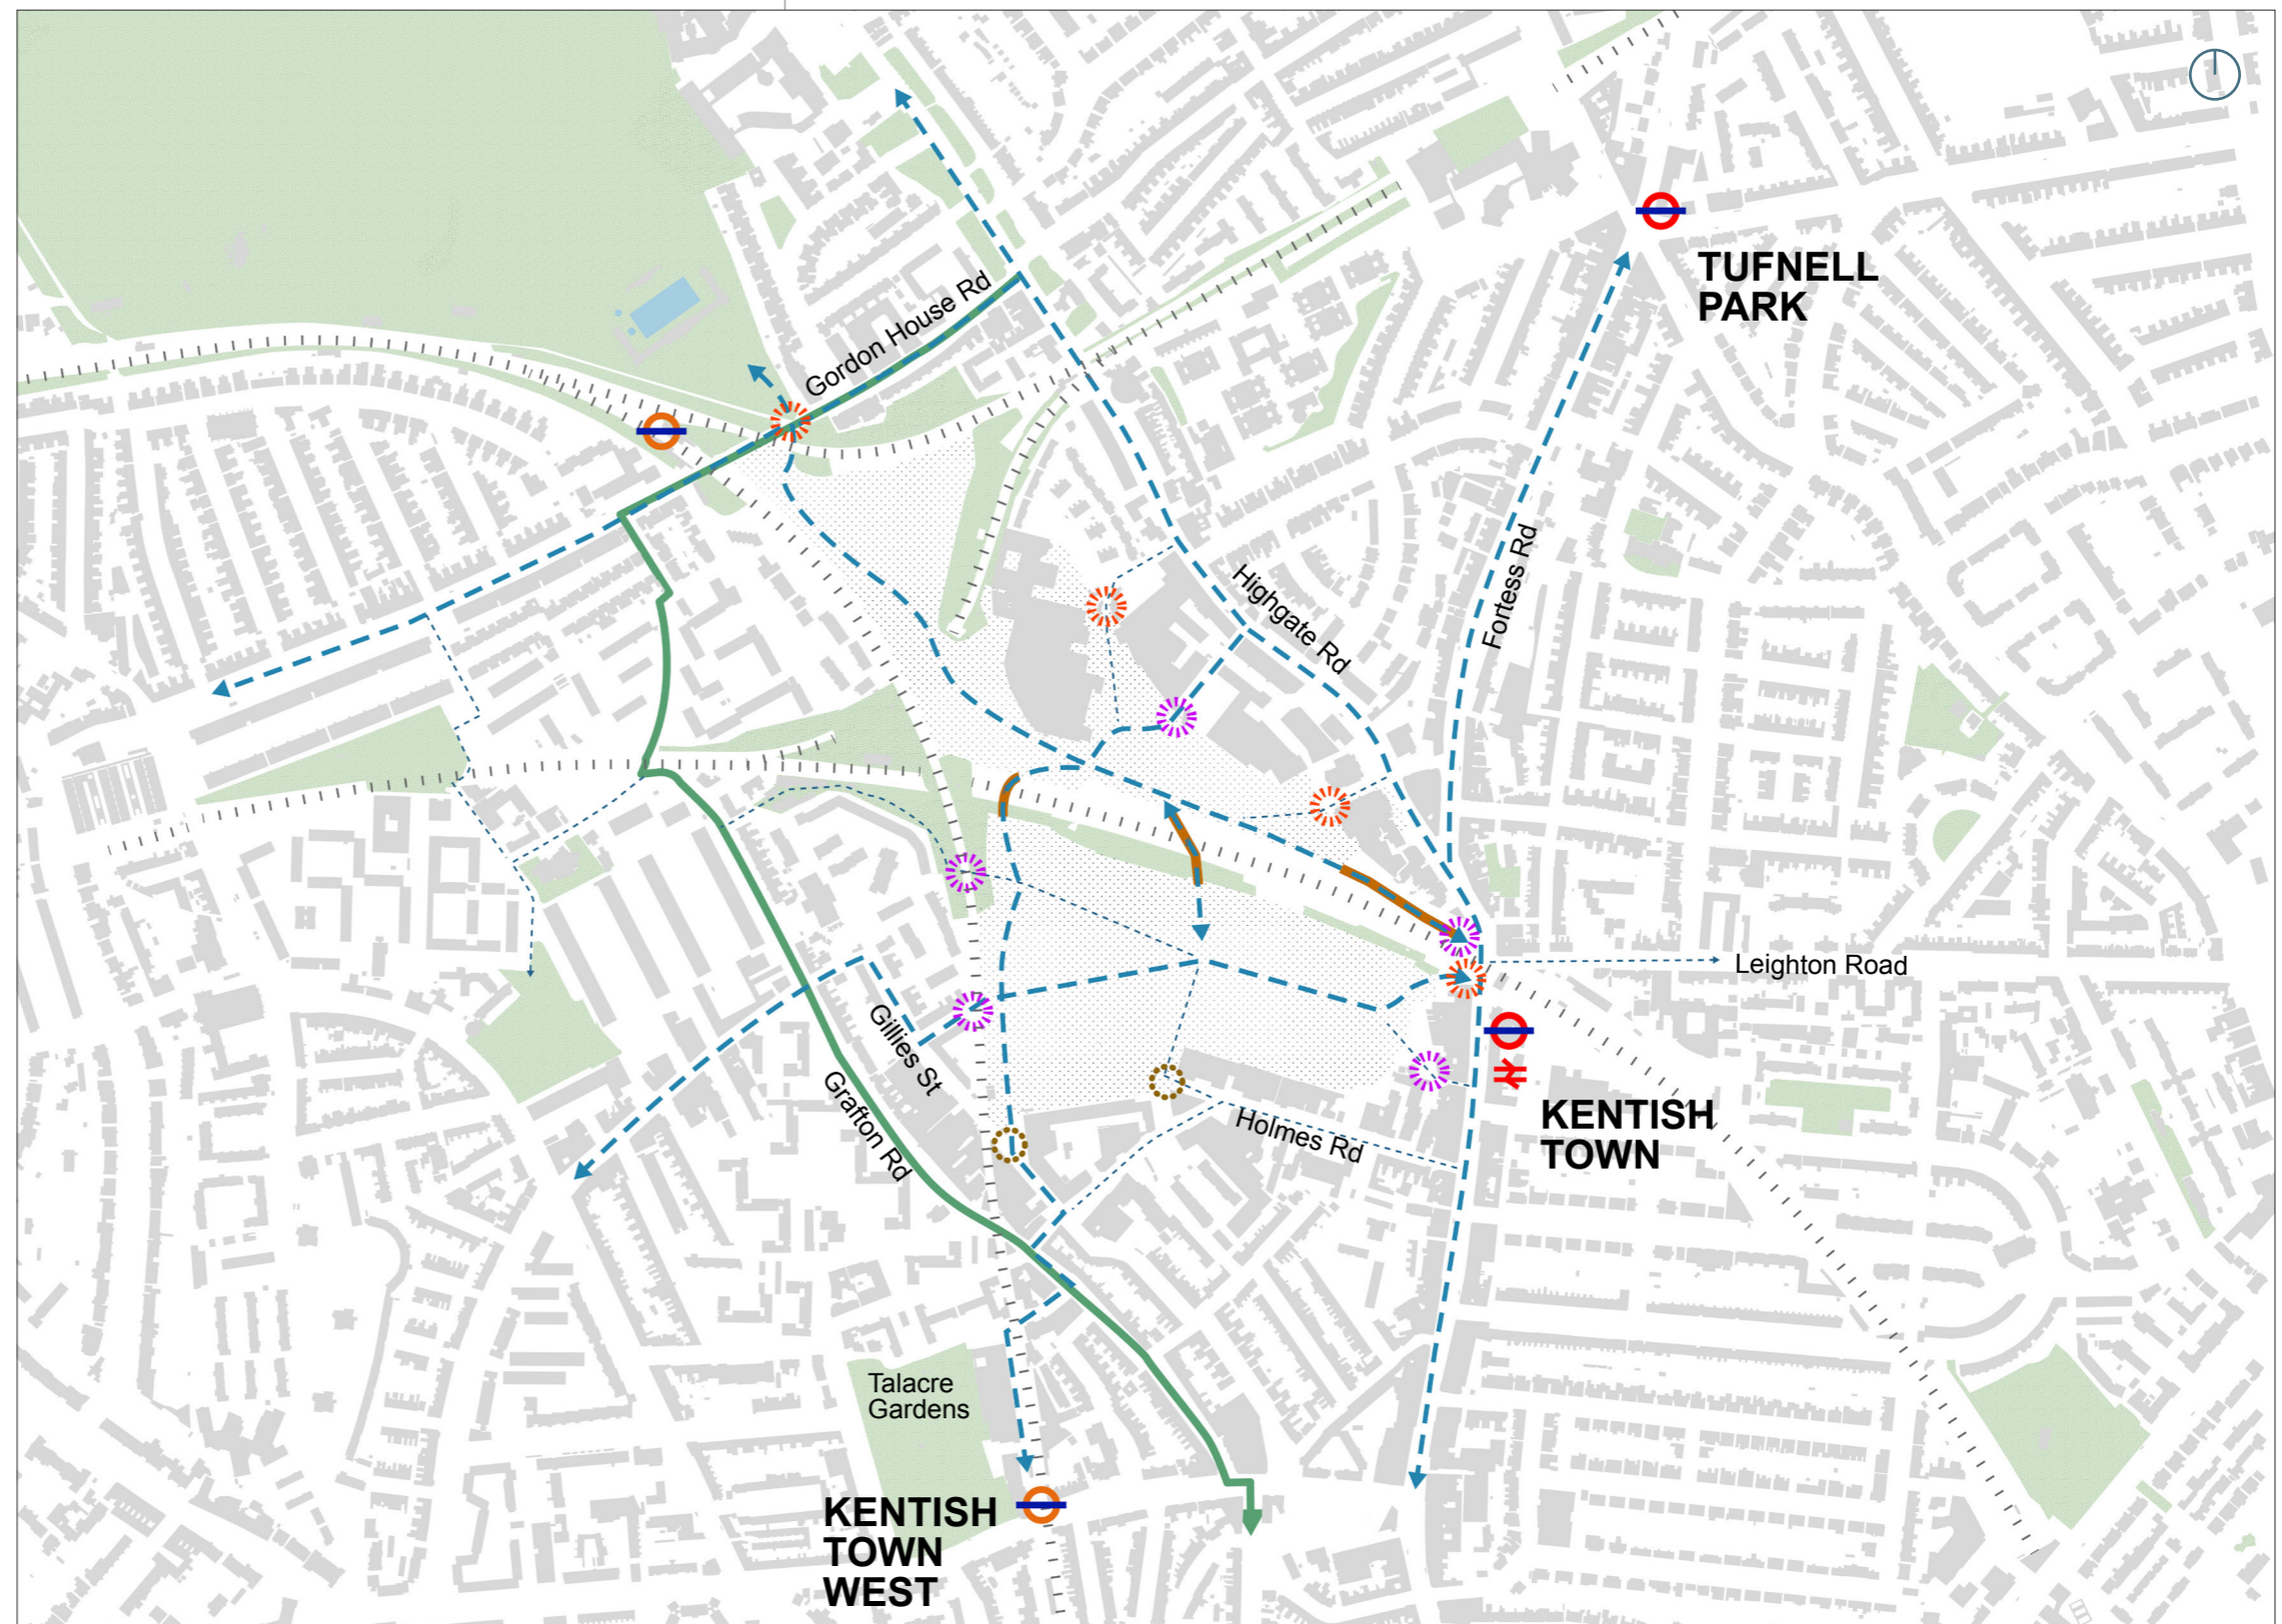 TUFNELL
PARK
Gordon House Rd
Highgate Rd
Fortess Rd
Leighton Road
Gillies St
Grafton Rd
Holmes Rd
KENTISH
TOWN
Talacre
Gardens
KENTISH
TOWN
WEST